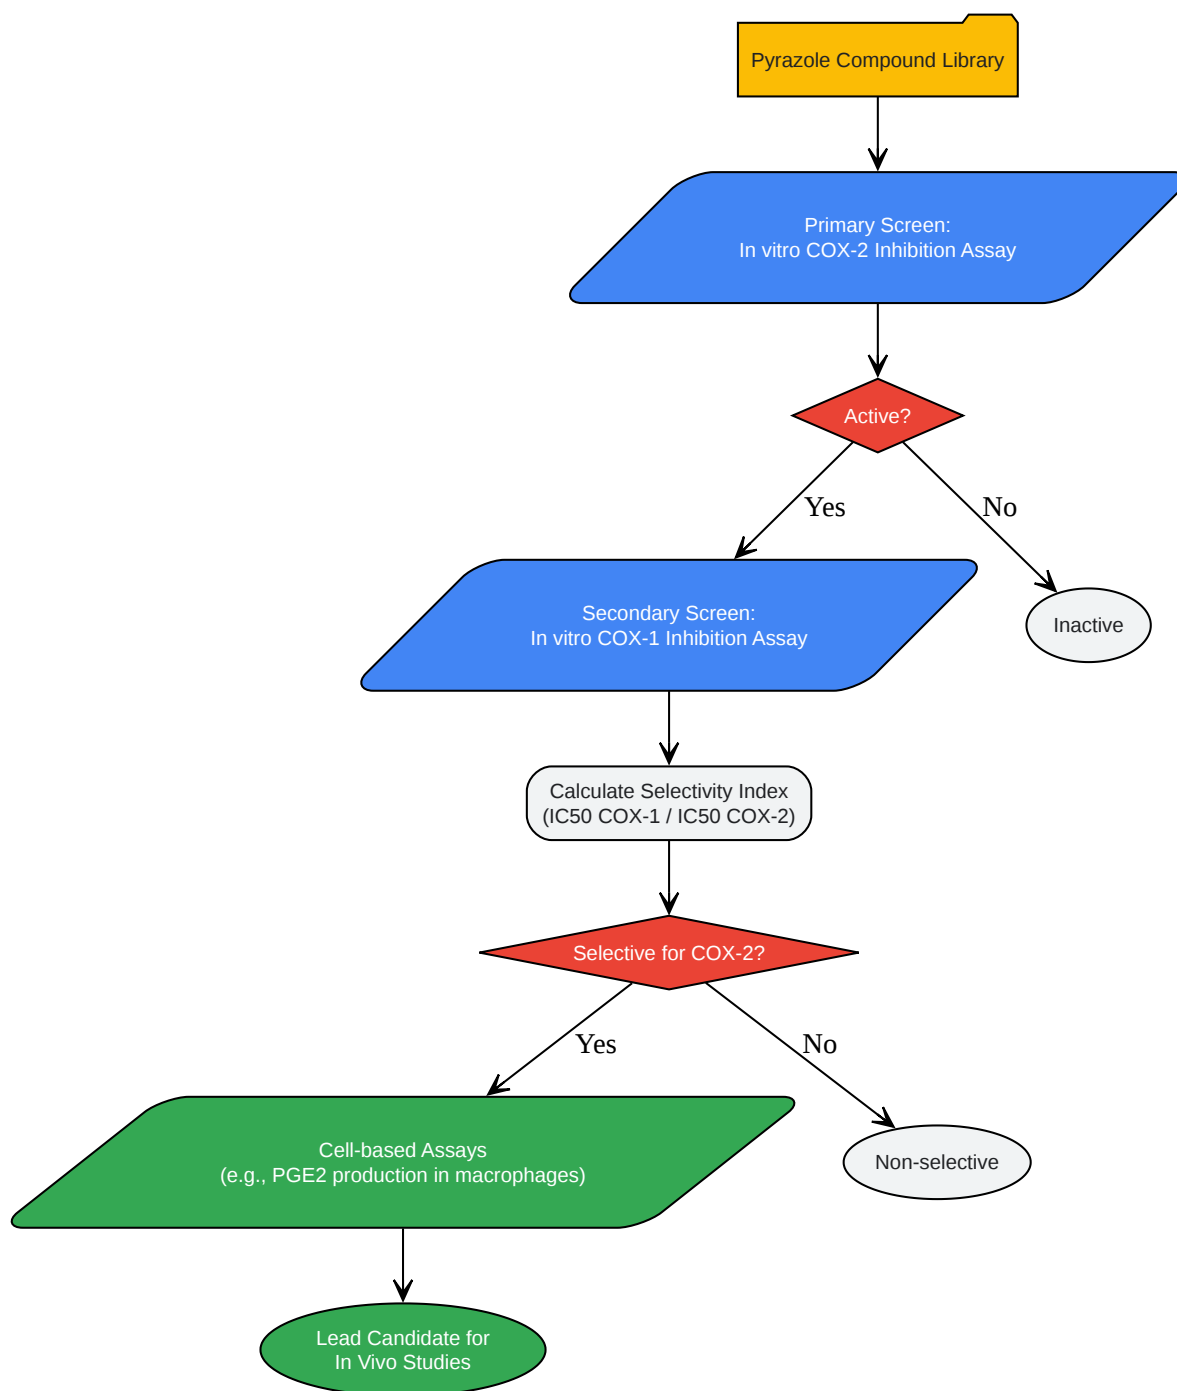 Pyrazole Compound Library
Primary Screen:
In vitro COX-2 Inhibition Assay
Active?
Yes
No
Secondary Screen:
In vitro COX-1 Inhibition Assay
Inactive
Calculate Selectivity Index
(IC50 COX-1 / IC50 COX-2)
Selective for COX-2?
Yes
No
Cell-based Assays
(e.g., PGE2 production in macrophages)
Non-selective
Lead Candidate for
In Vivo Studies